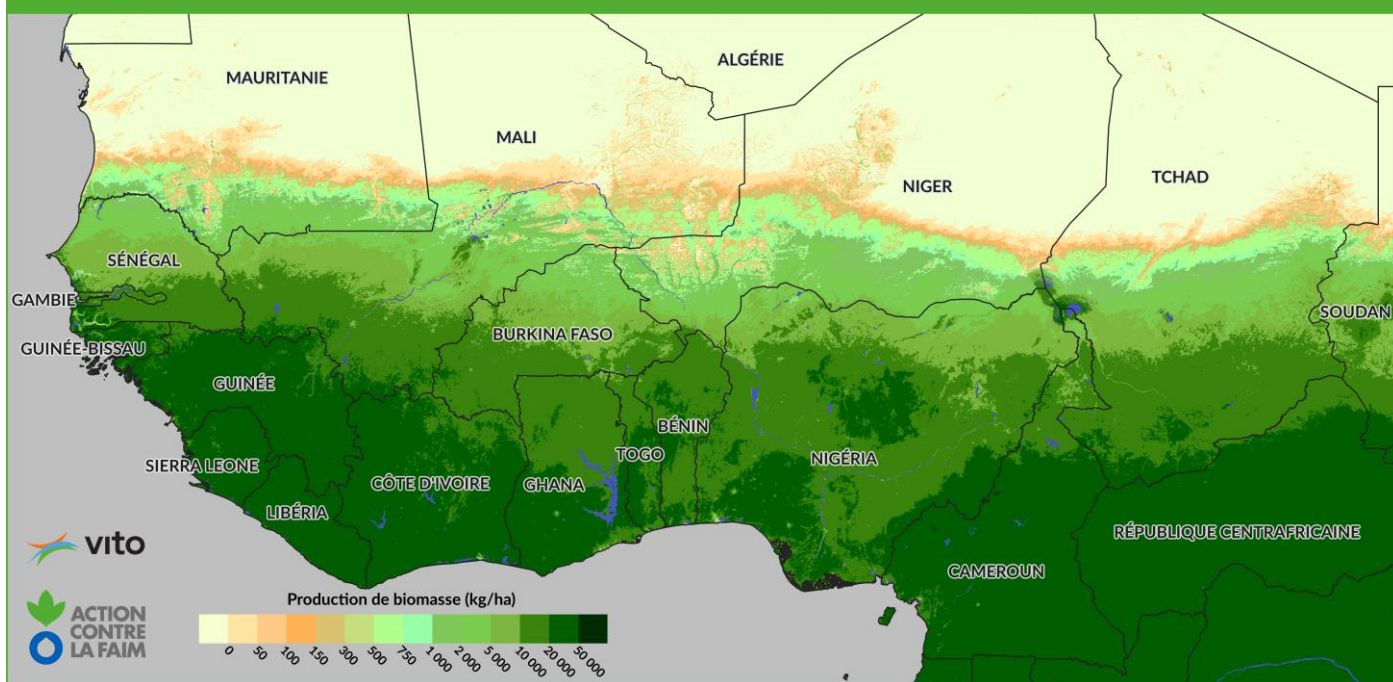 ALGÉRIE
MAURITANIE
MALI
NIGER
TCHAD
SÉNÉGAL
GAMBIE
SOUDAN
BURKINA FASO
GUINÉE-BISSAU
GUINÉE
BÉNIN
SIERRA LEONE
TOGO
NIGÉRIA
CÔTE D'IVOIRE
GHANA
LIBÉRIA
RÉPUBLIQUE CENTRAFRICAINE
CAMEROUN
vito
ACTION
CONTRE
LA FAIM
Production de biomasse (kg/ha)
0 50 100 150 300 500 750 1 000 2 000 5 000 10 000 20 000 50 000